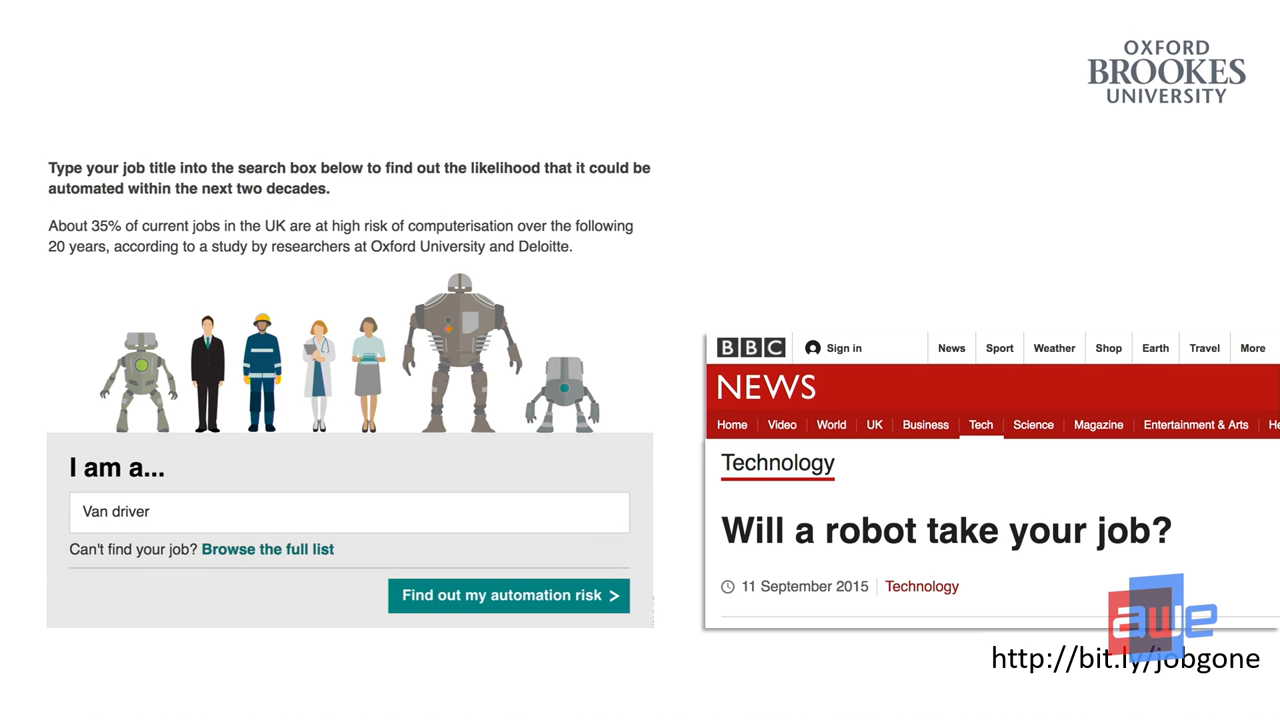 OXFORD
BROOKES
UNIVERSITY
Type your job title into the search box below to find out the likelihood that it could be
automated within the next two decades.
About 35% of current jobs in the UK are at high risk of computerisation over the following
20 years, according to a study by researchers at Oxford University and Deloitte.
I am a...
Van driver
Can't find your job? Browse the full list
Find out my automation risk >
BBC Sign in News Sport Weather Shop Earth Travel More
NEWS
Home Video World UK Business Tech Science Magazine Entertainment & Arts He
Technology
Will a robot take your job?
11 September 2015 Technology
awe
http://bit.ly/jobgone